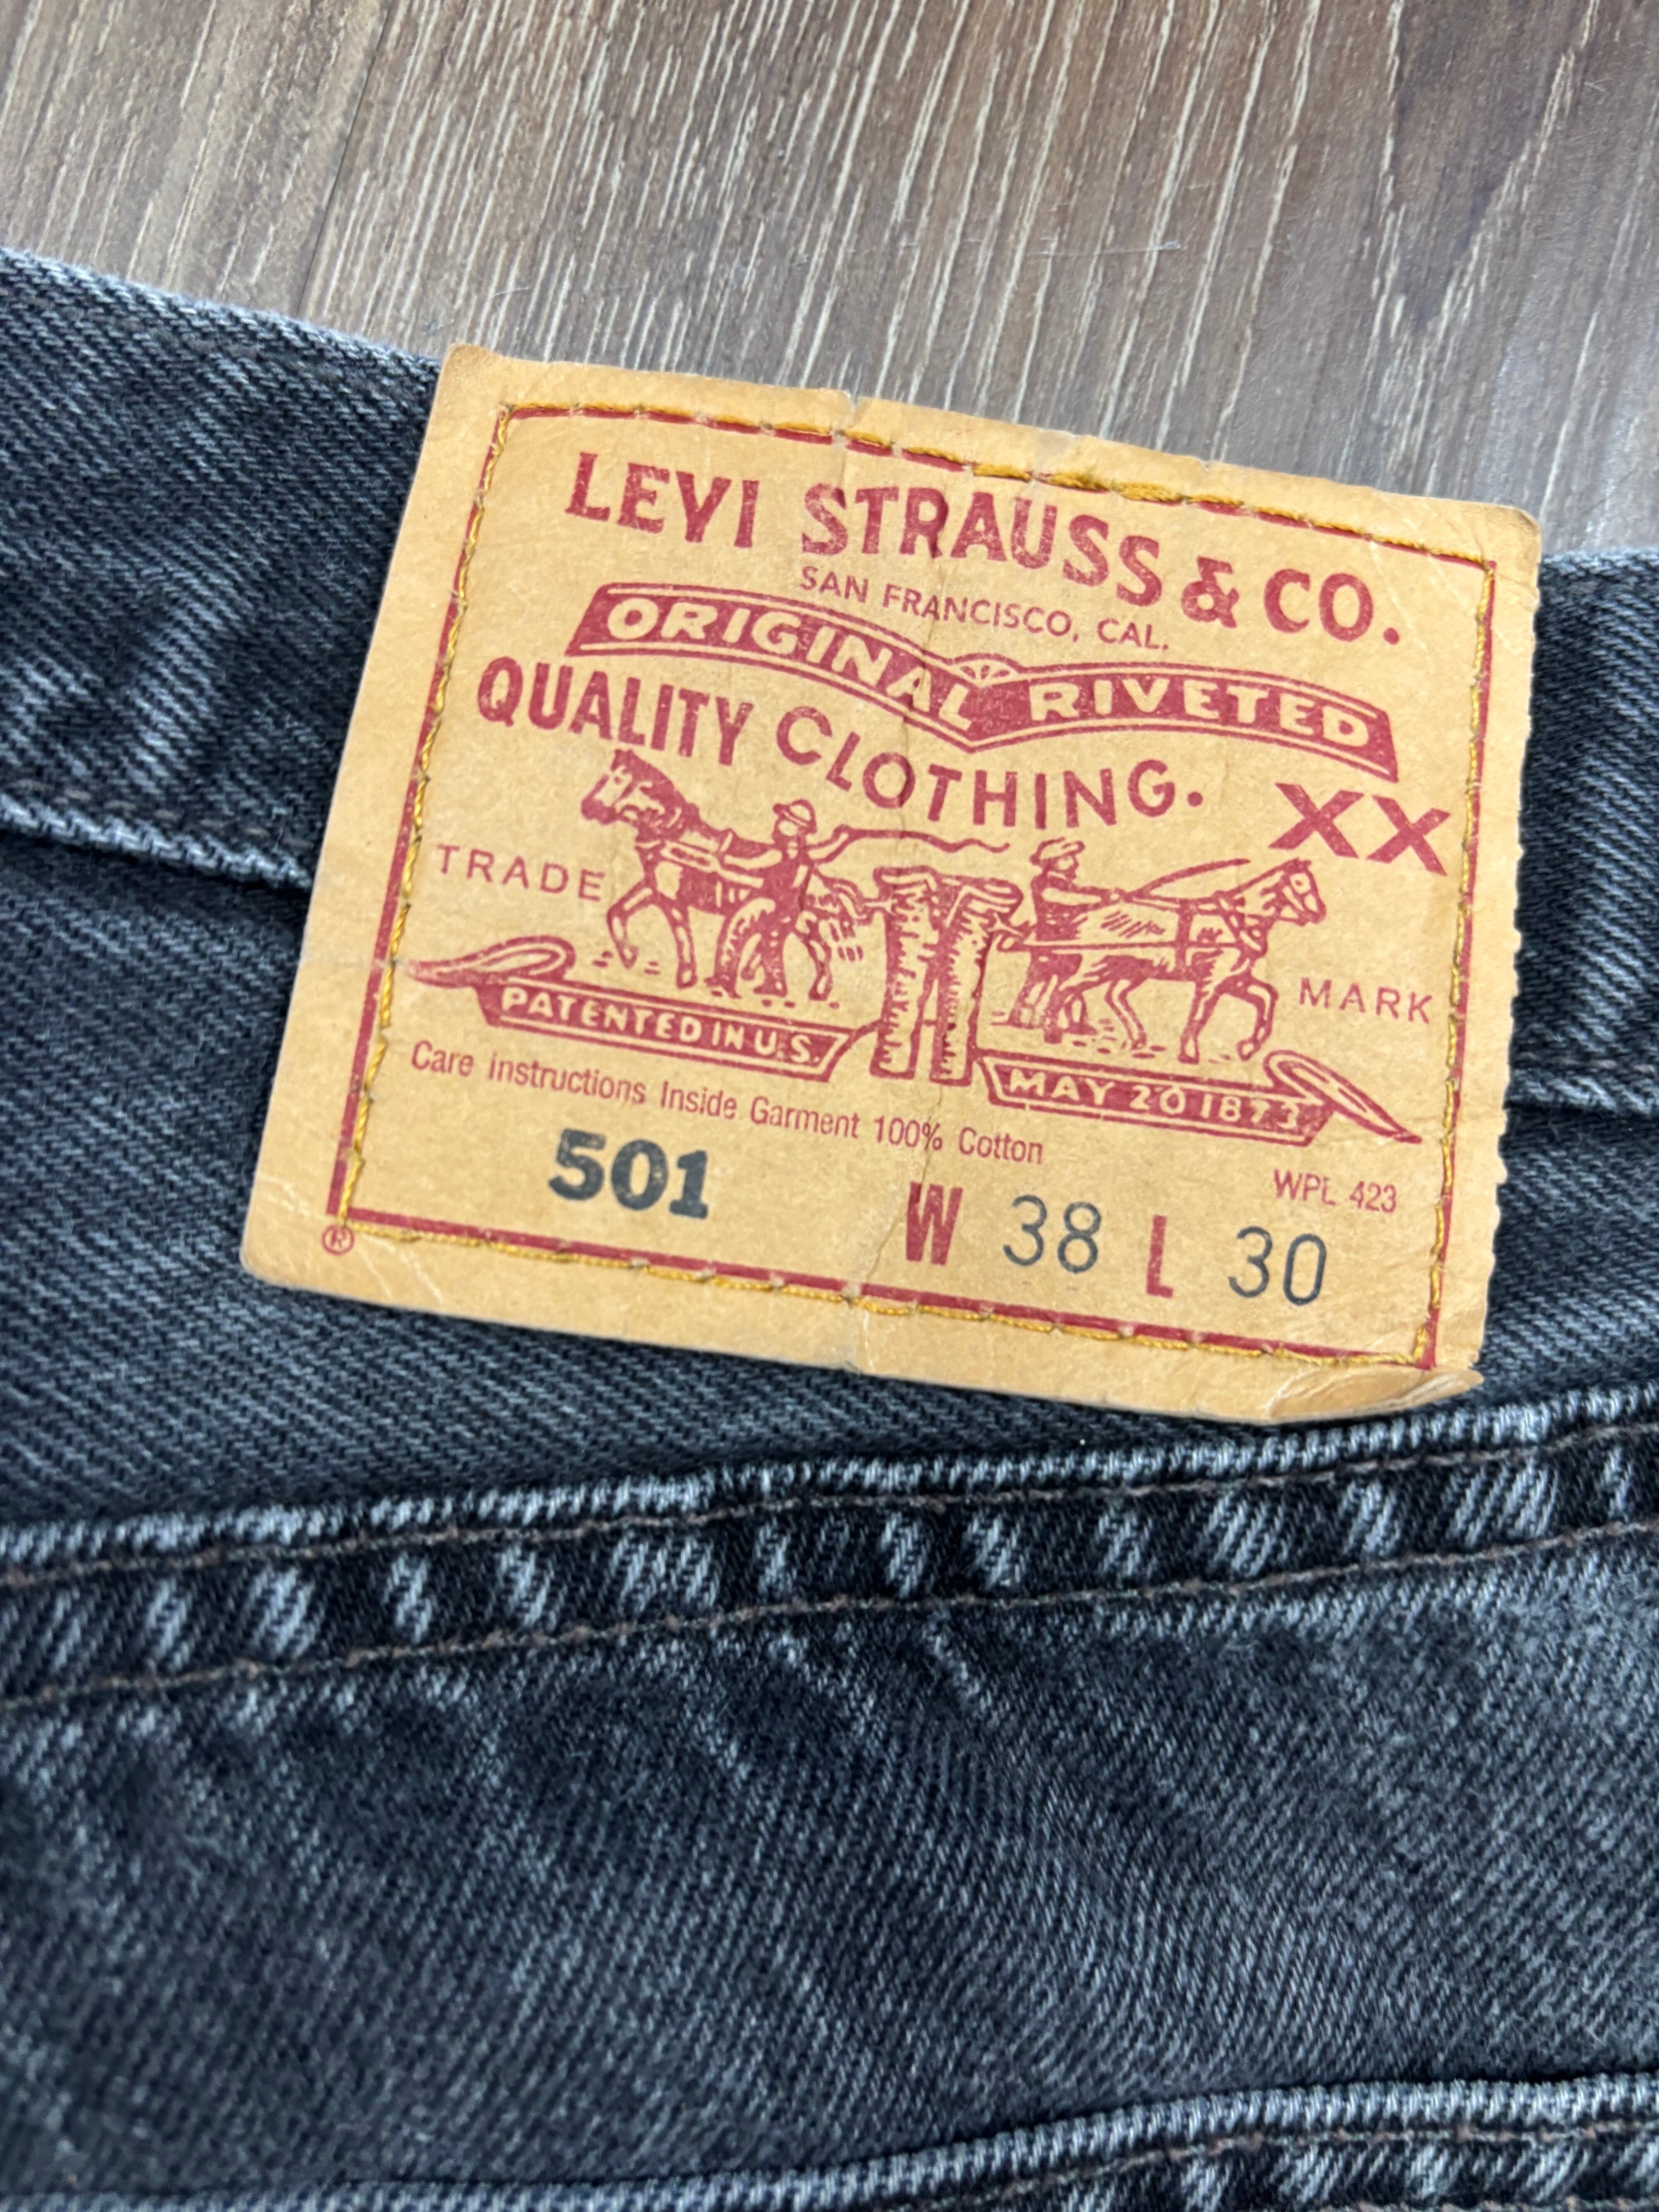 LEVI STRAUSS & CO.
SAN FRANCISCO, CAL.
ORIGINAL RIVETED
QUALITY CLOTHING.
XX
TRADE MARK
PATENTED IN U.S. MAY 20 1873
Care Instructions Inside Garment 100% Cotton
WPL 423
501 W 38 L 30
®